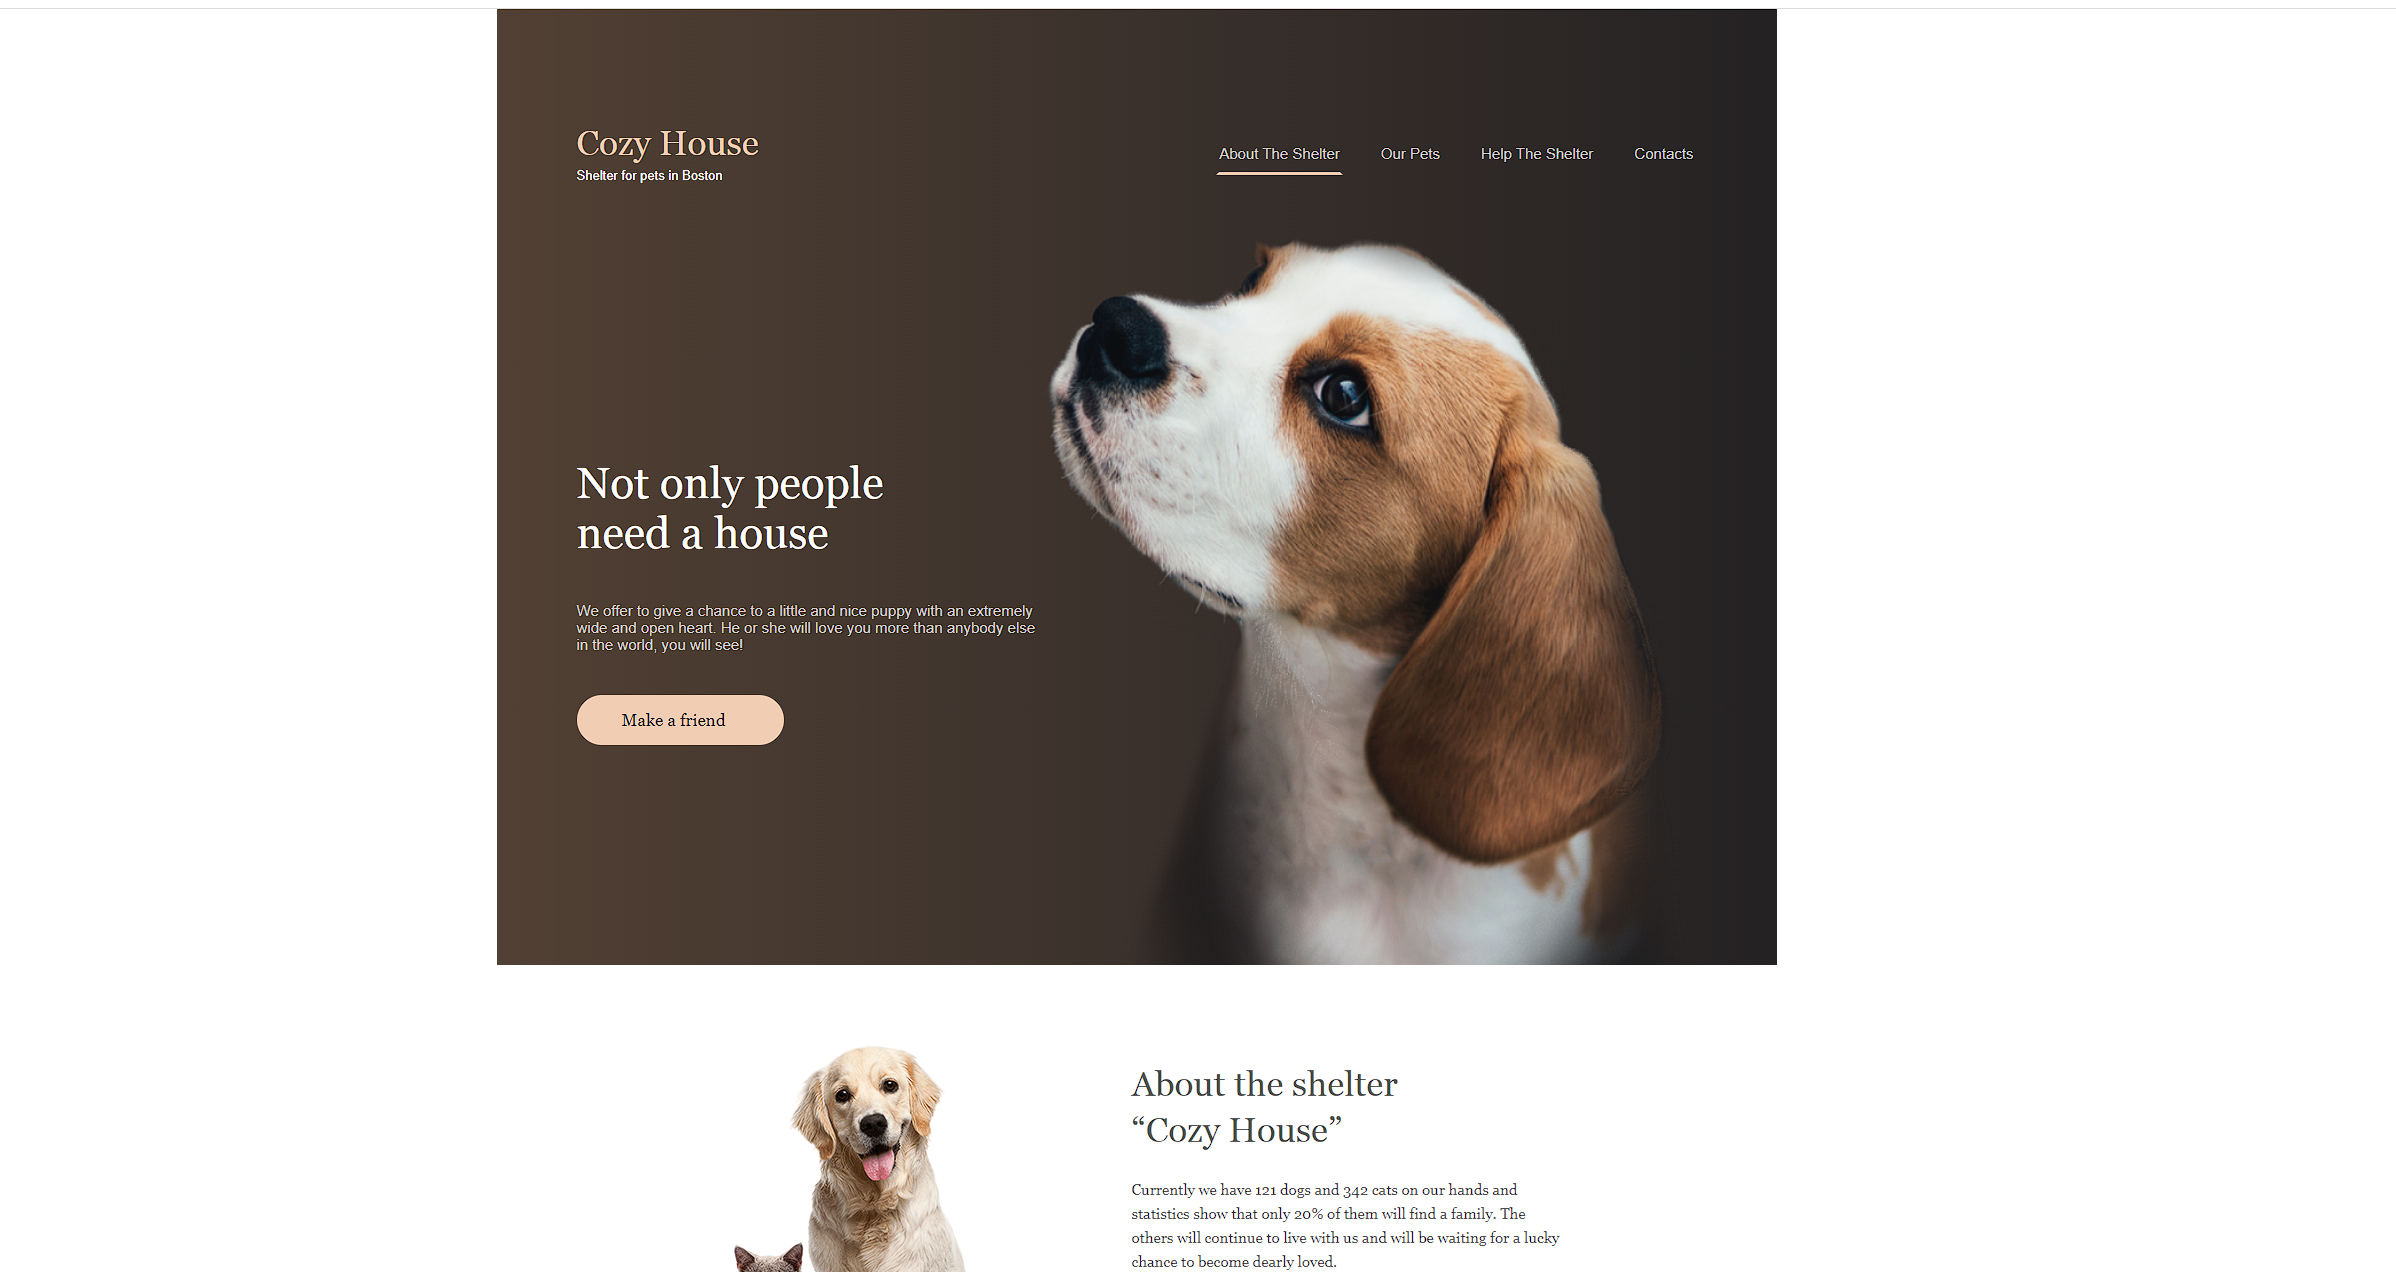 Cozy House
Shelter for pets in Boston
About The Shelter
Our Pets
Help The Shelter
Contacts
Not only people
need a house
We offer to give a chance to a little and nice puppy with an extremely
wide and open heart. He or she will love you more than anybody else
in the world, you will see!
Make a friend
About the shelter
“Cozy House”
Currently we have 121 dogs and 342 cats on our hands and
statistics show that only 20% of them will find a family. The
others will continue to live with us and will be waiting for a lucky
chance to become dearly loved.